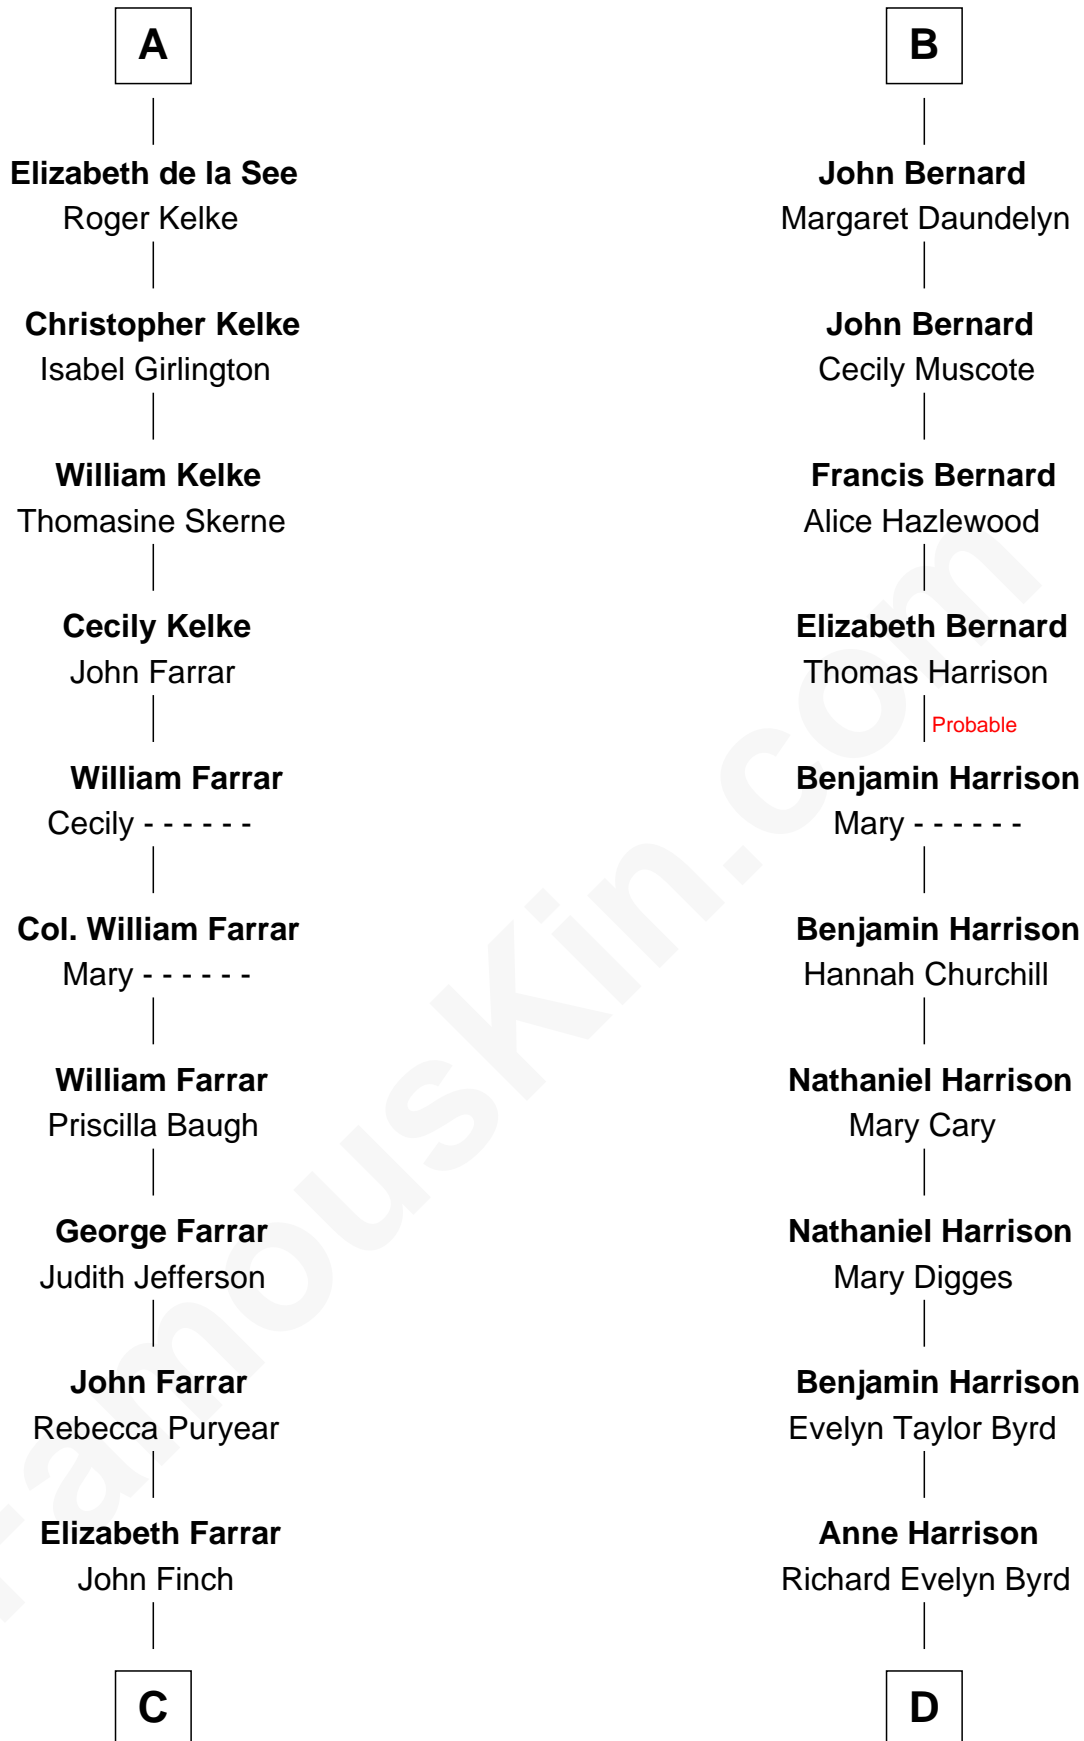 A
Elizabeth de la See
Roger Kelke
Christopher Kelke
Isabel Girlington
William Kelke
Thomasine Skerne
Cecily Kelke
John Farrar
William Farrar
Cecily - - - - - -
Col. William Farrar
Mary - - - - - -
William Farrar
Priscilla Baugh
George Farrar
Judith Jefferson
John Farrar
Rebecca Puryear
Elizabeth Farrar
John Finch
C
B
John Bernard
Margaret Daundelyn
John Bernard
Cecily Muscote
Francis Bernard
Alice Hazlewood
Elizabeth Bernard
Thomas Harrison
Probable
Benjamin Harrison
Mary - - - - - -
Benjamin Harrison
Hannah Churchill
Nathaniel Harrison
Mary Cary
Nathaniel Harrison
Mary Digges
Benjamin Harrison
Evelyn Taylor Byrd
Anne Harrison
Richard Evelyn Byrd
D
FamousKin.com